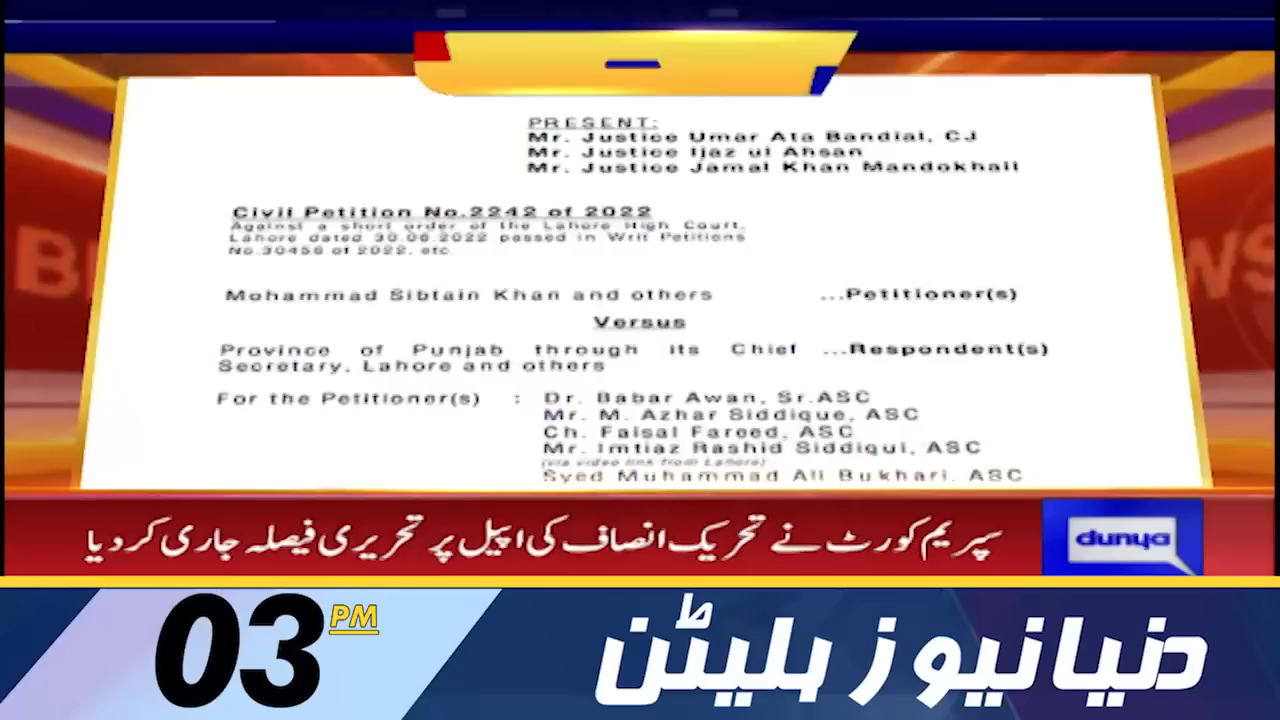 PRESENT:
Mr. Justice Umar Ata Bandial, CJ
Mr. Justice Ijaz ul Ahsan
Mr. Justice Jamal Khan Mandokhail
Civil Petition No.2242 of 2022
Against a short order of the Lahore High Court,
Lahore dated 30.06.2022 passed in Writ Petitions
No.30456 of 2022, etc.
Mohammad Sibtain Khan and others ...Petitioner(s)
Versus
Province of Punjab through its Chief ...Respondent(s)
Secretary, Lahore and others
For the Petitioner(s) : Dr. Babar Awan, Sr.ASC
Mr. M. Azhar Siddique, ASC
Ch. Faisal Fareed, ASC
Mr. Imtiaz Rashid Siddiqui, ASC
(via video link from Lahore)
Syed Muhammad Ali Bukhari, ASC
سپریم کورٹ نے تحریک انصاف کی اپیل پر تحریری فیصلہ جاری کر دیا
dunya
03 PM
دنیا نیوز بلیٹن